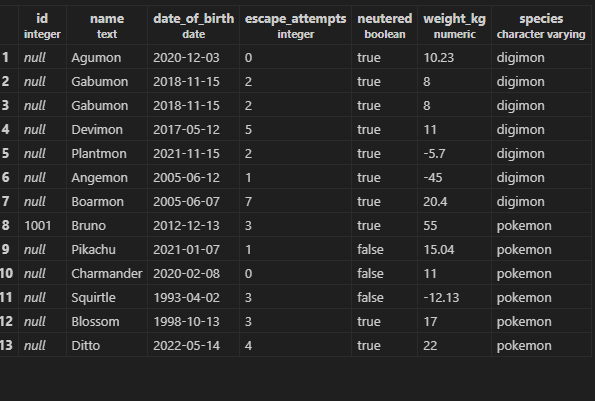 id name date_of_birth escape_attempts neutered weight_kg species
integer text date integer boolean numeric character varying
1 null Agumon 2020-12-03 0 true 10.23 digimon
2 null Gabumon 2018-11-15 2 true 8 digimon
3 null Gabumon 2018-11-15 2 true 8 digimon
4 null Devimon 2017-05-12 5 true 11 digimon
5 null Plantmon 2021-11-15 2 true -5.7 digimon
6 null Angemon 2005-06-12 1 true -45 digimon
7 null Boarmon 2005-06-07 7 true 20.4 digimon
8 1001 Bruno 2012-12-13 3 true 55 pokemon
9 null Pikachu 2021-01-07 1 false 15.04 pokemon
10 null Charmander 2020-02-08 0 false 11 pokemon
11 null Squirtle 1993-04-02 3 false -12.13 pokemon
12 null Blossom 1998-10-13 3 true 17 pokemon
13 null Ditto 2022-05-14 4 true 22 pokemon